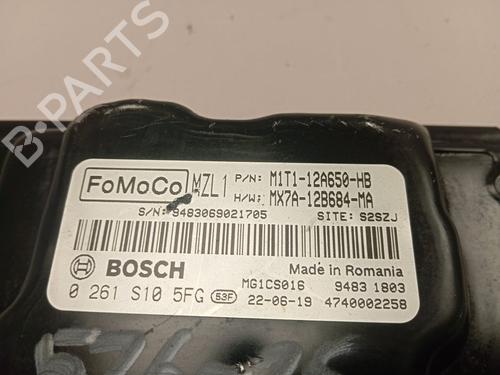 B-Parts
FoMoCo MZL1 P/N: M1T1-12A650-HB
H/W: MX7A-12B684-MA
S/N: 9483069021705 SITE: S2SZJ
BOSCH Made in Romania
MG1CS016 9483 1803
0 261 S10 5FG 53F 22-06-19 4740002258